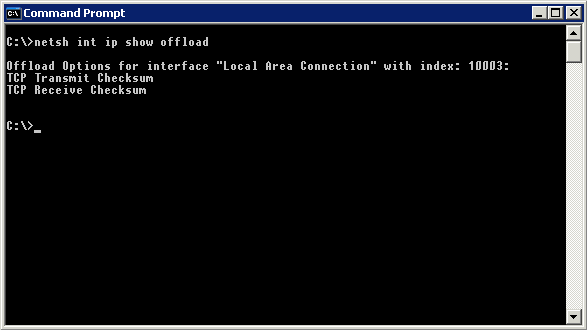 C:\ Command Prompt
C:\>netsh int ip show offload
Offload Options for interface "Local Area Connection" with index: 10003:
TCP Transmit Checksum
TCP Receive Checksum
C:\>_